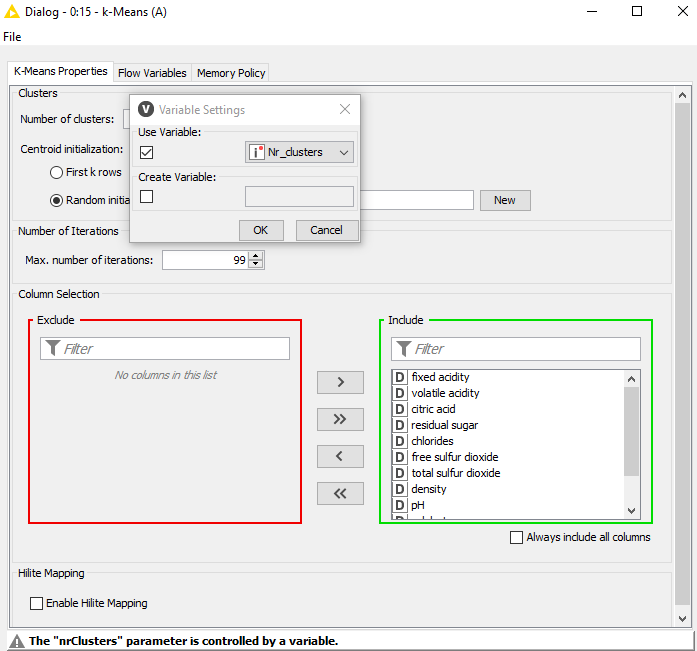 Dialog - 0:15 - k-Means (A)
File
K-Means Properties Flow Variables Memory Policy
Clusters
Number of clusters:
Centroid initialization:
First k rows
Random initia
New
V Variable Settings
Use Variable:
i Nr_clusters
Create Variable:
OK Cancel
Number of Iterations
Max. number of iterations: 99
Column Selection
Exclude
Filter
No columns in this list
>
>>
<
<<
Include
Filter
D fixed acidity
D volatile acidity
D citric acid
D residual sugar
D chlorides
D free sulfur dioxide
D total sulfur dioxide
D density
D pH
Always include all columns
Hilite Mapping
Enable Hilite Mapping
The "nrClusters" parameter is controlled by a variable.